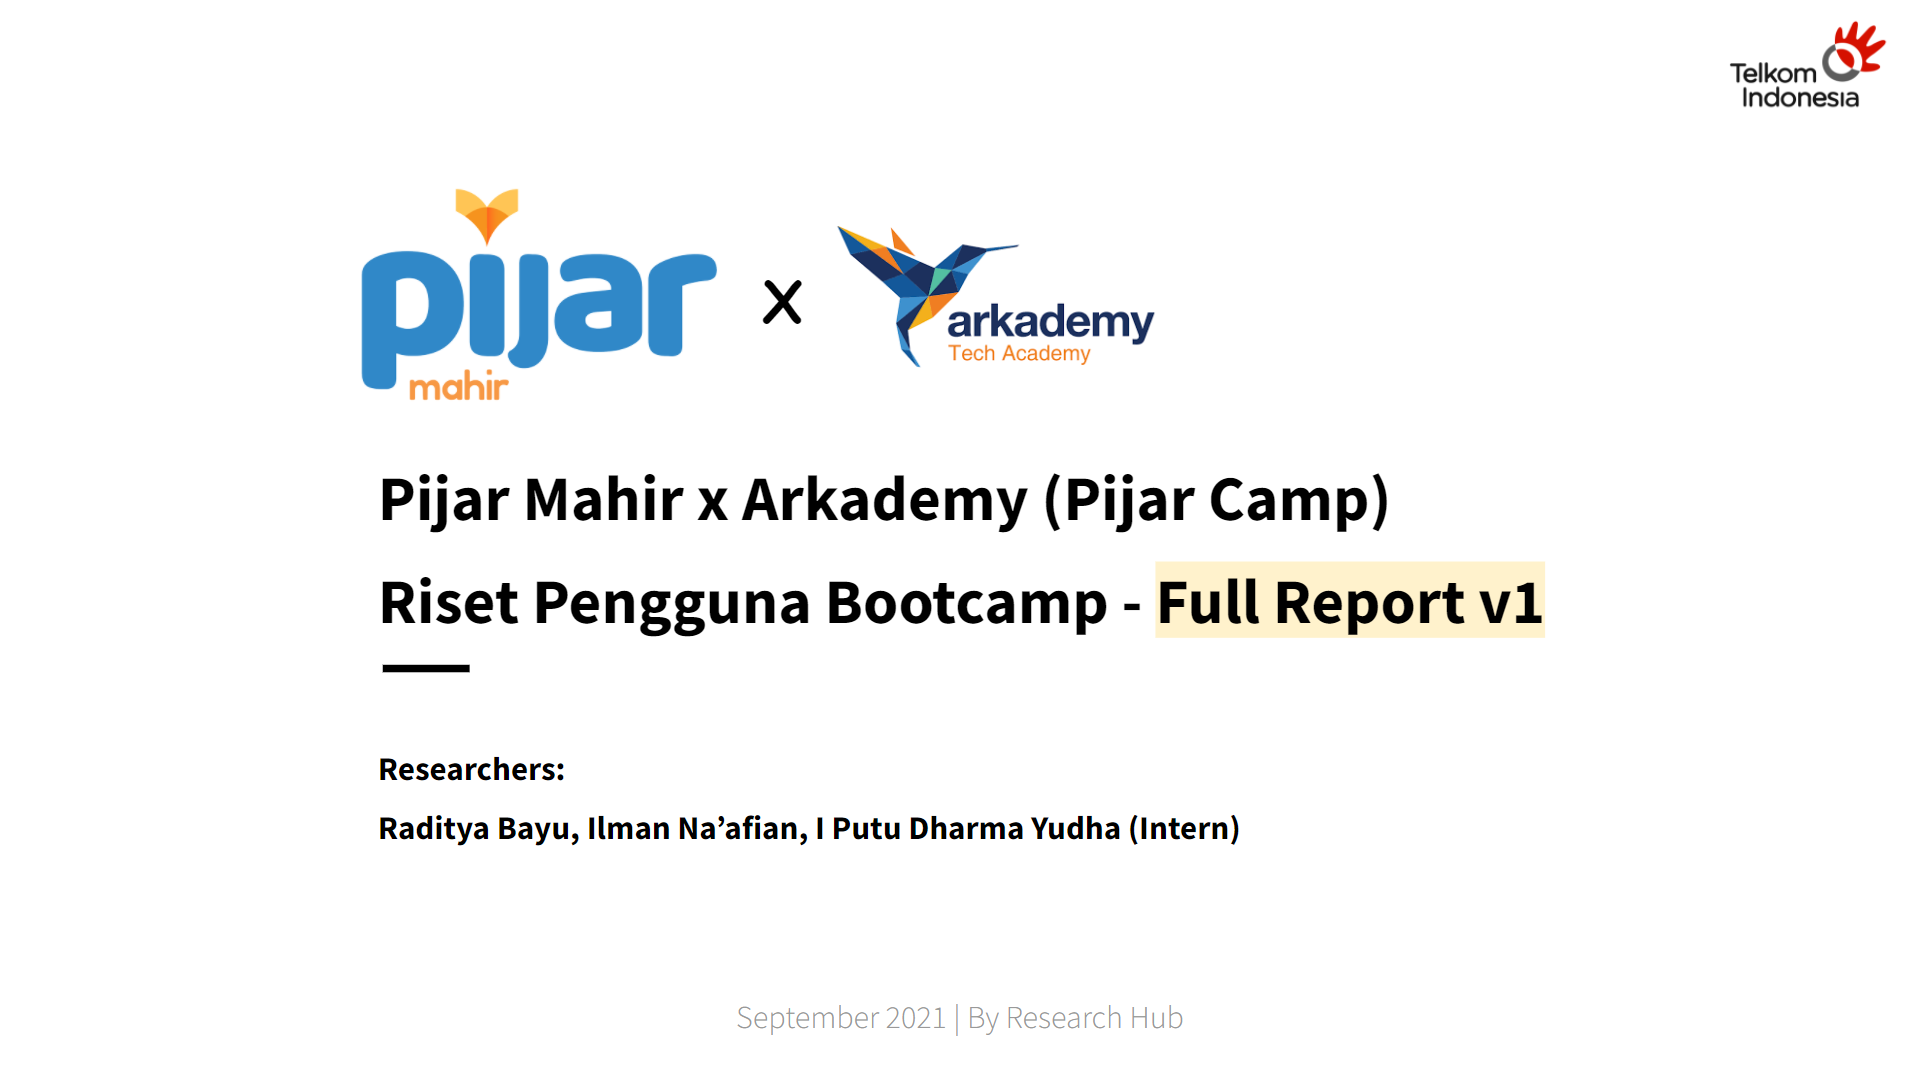 Telkom
Indonesia
pijar
mahir
x
arkademy
Tech Academy
Pijar Mahir x Arkademy (Pijar Camp)
Riset Pengguna Bootcamp - Full Report v1
Researchers:
Raditya Bayu, Ilman Na’afian, I Putu Dharma Yudha (Intern)
September 2021 | By Research Hub